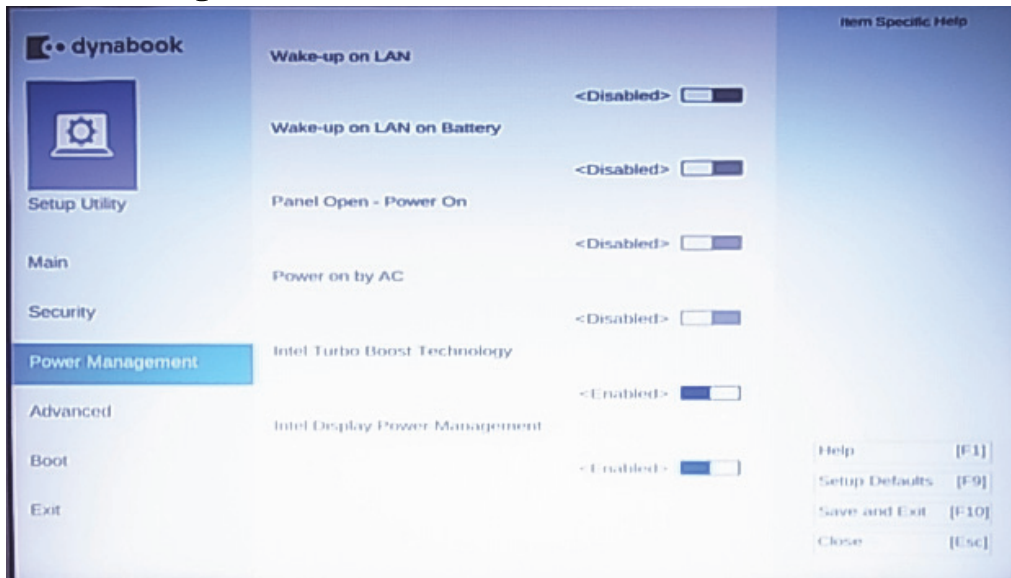 Item Specific Help
dynabook
Setup Utility
Main
Security
Power Management
Advanced
Boot
Exit
Wake-up on LAN
<Disabled>
Wake-up on LAN on Battery
<Disabled>
Panel Open - Power On
<Disabled>
Power on by AC
<Disabled>
Intel Turbo Boost Technology
<Enabled>
Intel Display Power Management
<Enabled>
Help [F1]
Setup Defaults [F9]
Save and Exit [F10]
Close [Esc]